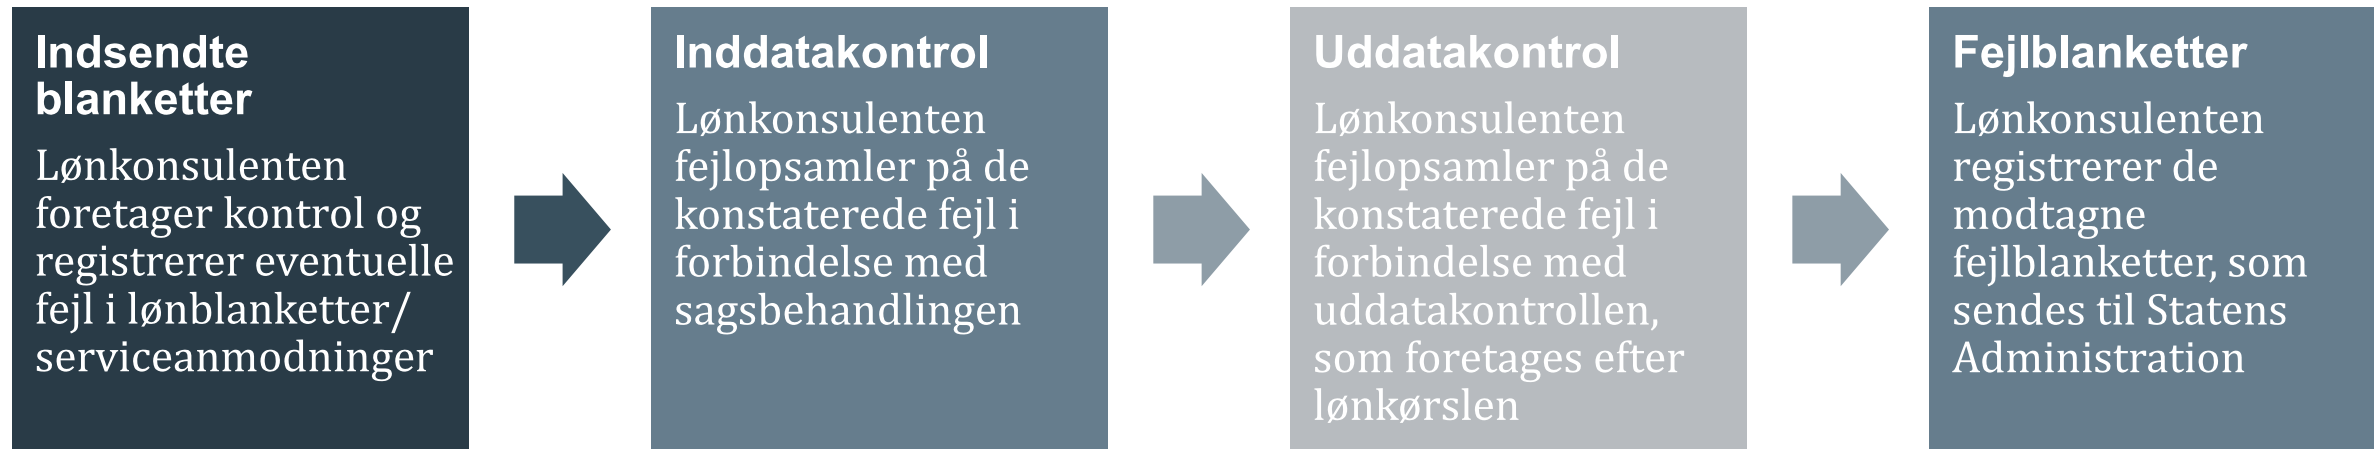 Indsendte
blanketter
Lønkonsulenten
foretager kontrol og
registrerer eventuelle
fejl i lønblanketter/
serviceanmodninger
Inddatakontrol
Lønkonsulenten
fejlopsamler på de
konstaterede fejl i
forbindelse med
sagsbehandlingen
Uddatakontrol
Lønkonsulenten
fejlopsamler på de
konstaterede fejl i
forbindelse med
uddatakontrollen,
som foretages efter
lønkørslen
Fejlblanketter
Lønkonsulenten
registrerer de
modtagne
fejlblanketter, som
sendes til Statens
Administration